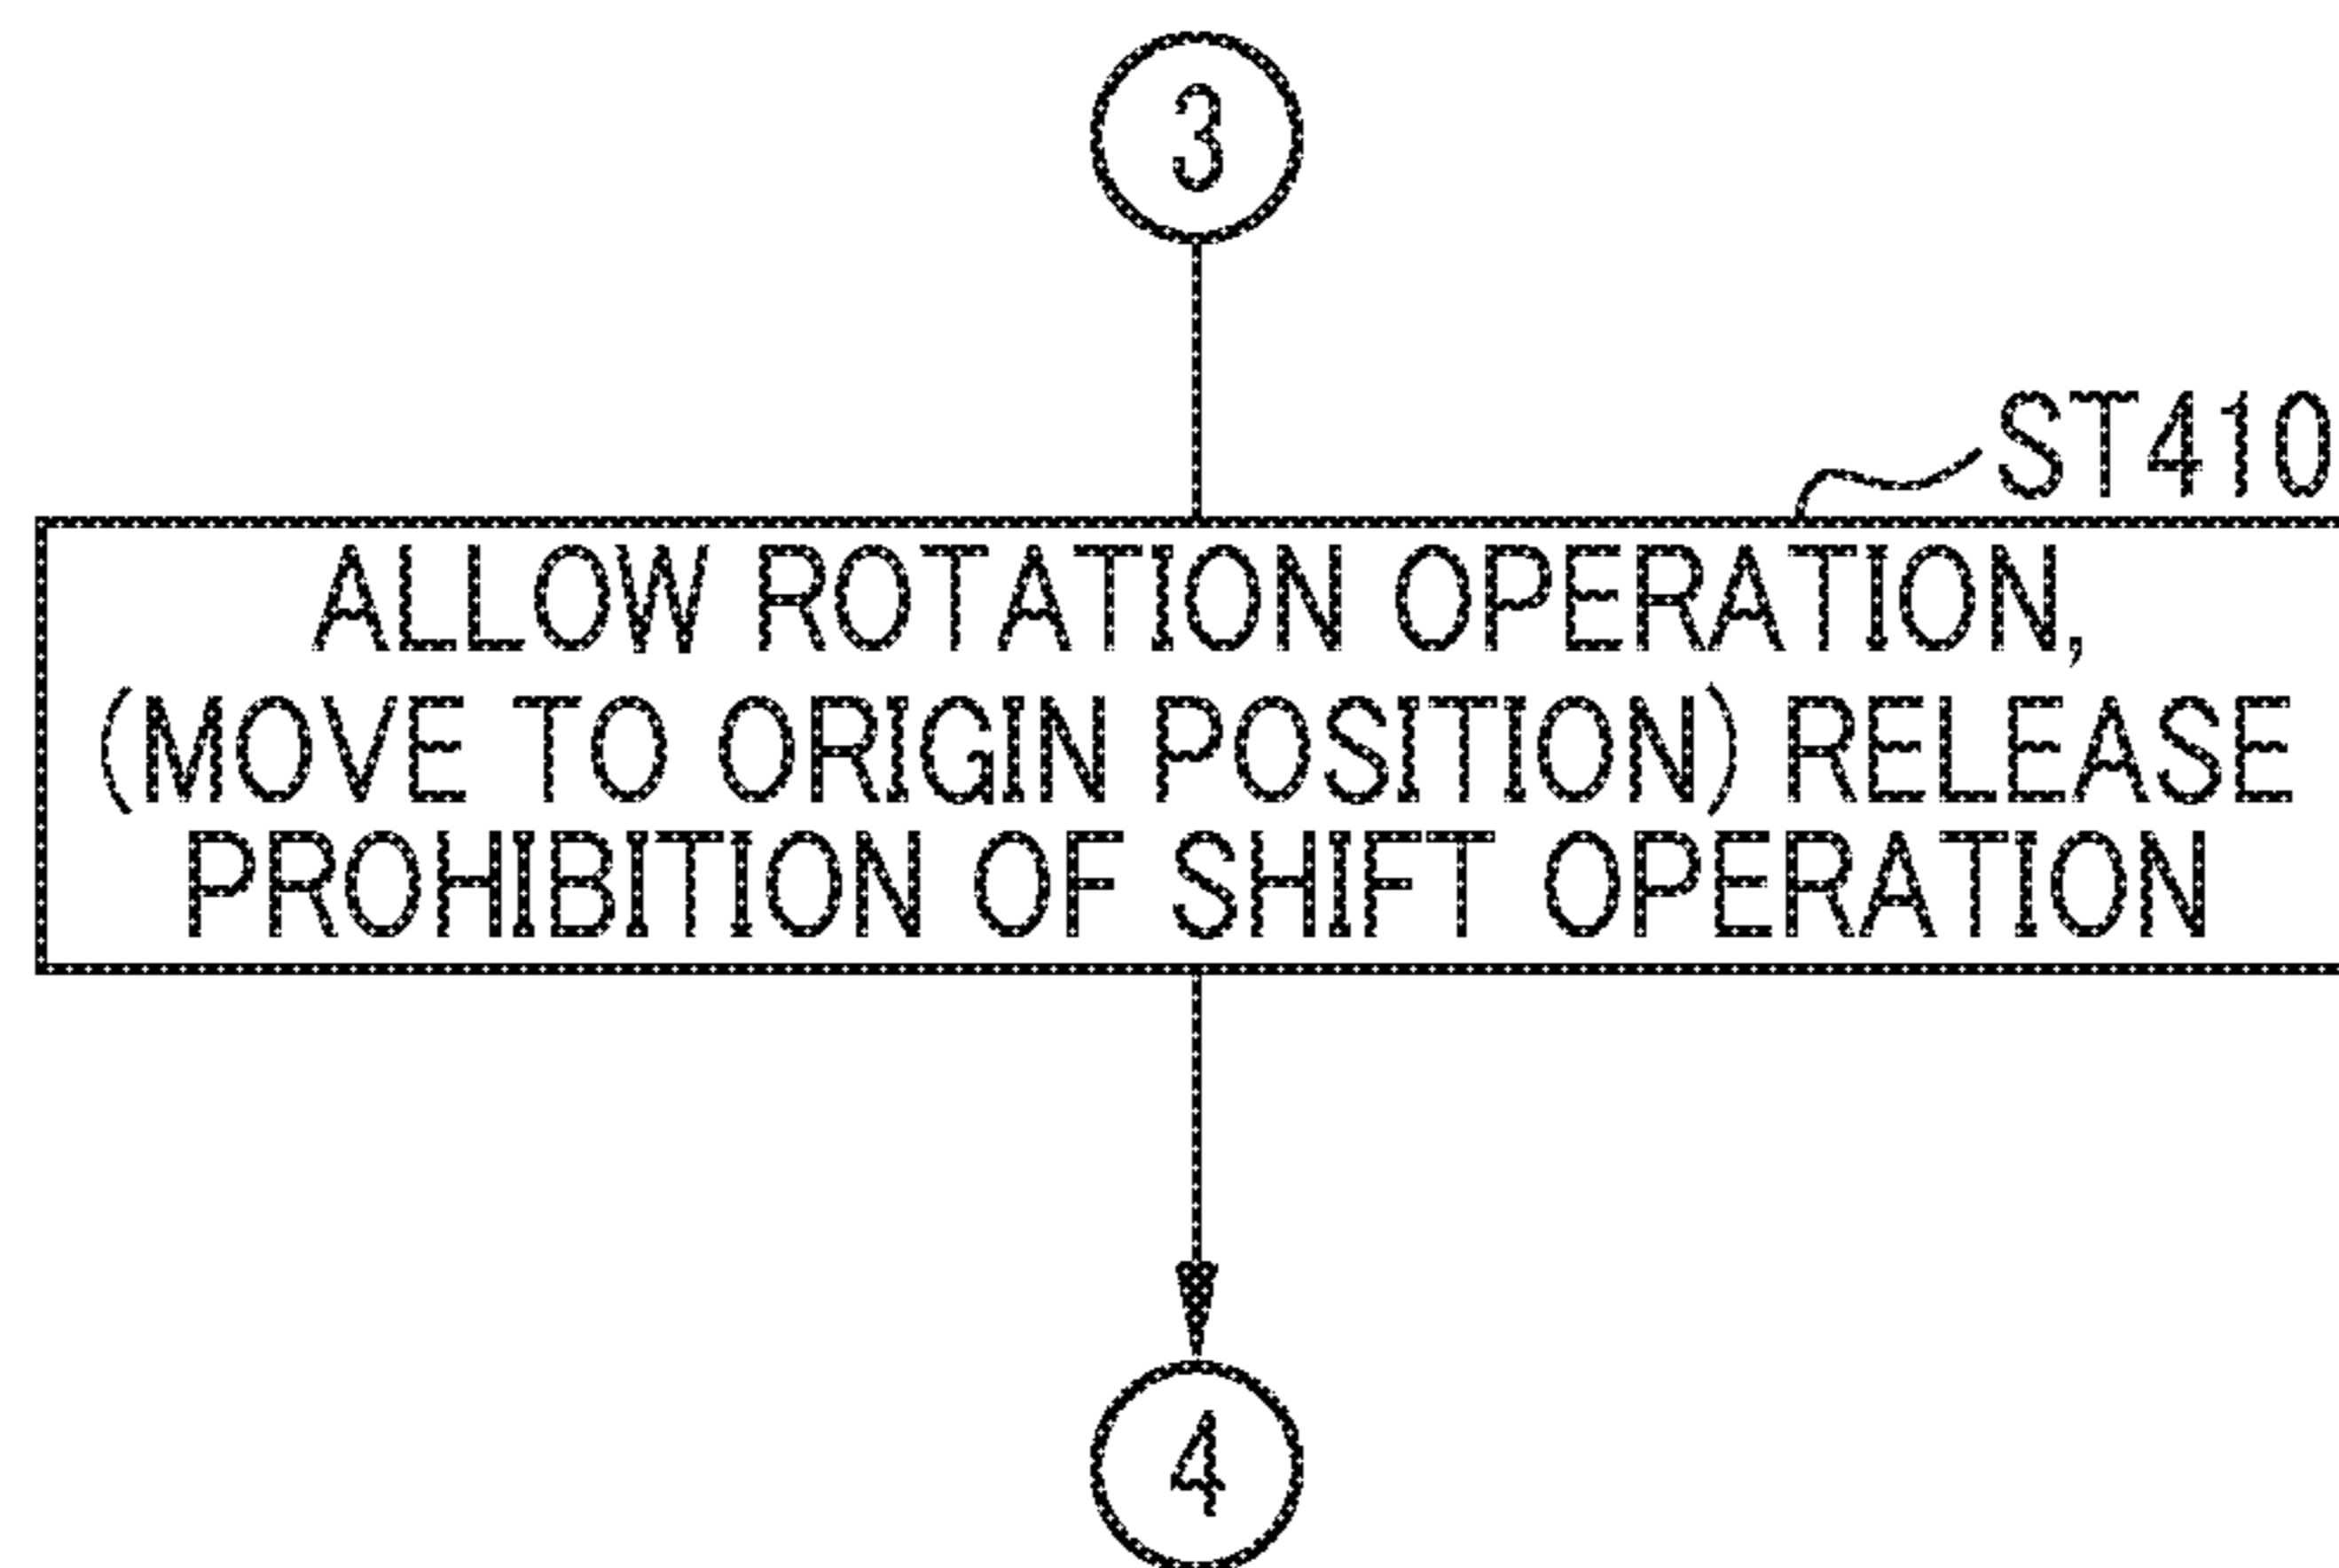 3
ST410
ALLOW ROTATION OPERATION,
(MOVE TO ORIGIN POSITION) RELEASE
PROHIBITION OF SHIFT OPERATION
4